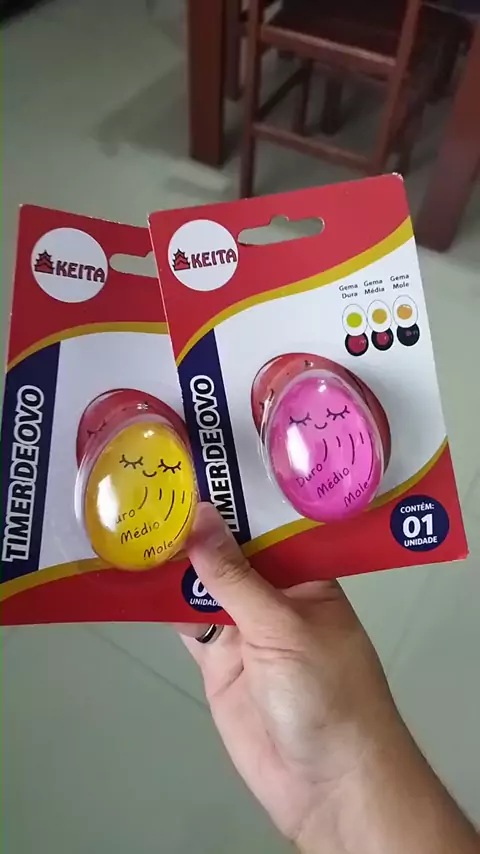 KEITA
TIMER DE OVO
uro
Médio
Mole
UNIDADE
KEITA
Gema
Dura
Gema
Média
Gema
Mole
TIMER DE OVO
Duro
Médio
Mole
CONTÉM:
01
UNIDADE